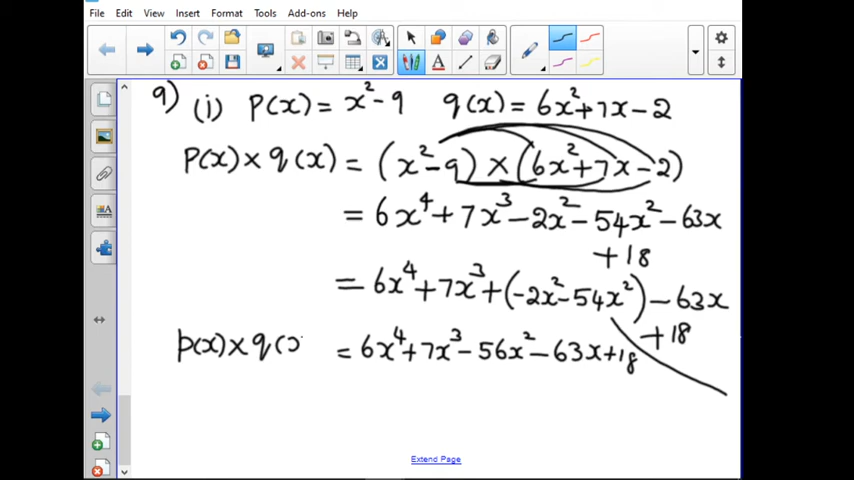 File Edit View Insert Format Tools Add-ons Help
9) (i) P(x) = x² - 9 q(x) = 6x² + 7x - 2
P(x) × q(x) = (x² - 9) × (6x² + 7x - 2)
= 6x⁴ + 7x³ - 2x² - 54x² - 63x
+ 18
= 6x⁴ + 7x³ + (-2x² - 54x²) - 63x
+ 18
p(x) × q(x = 6x⁴ + 7x³ - 56x² - 63x + 18
Extend Page